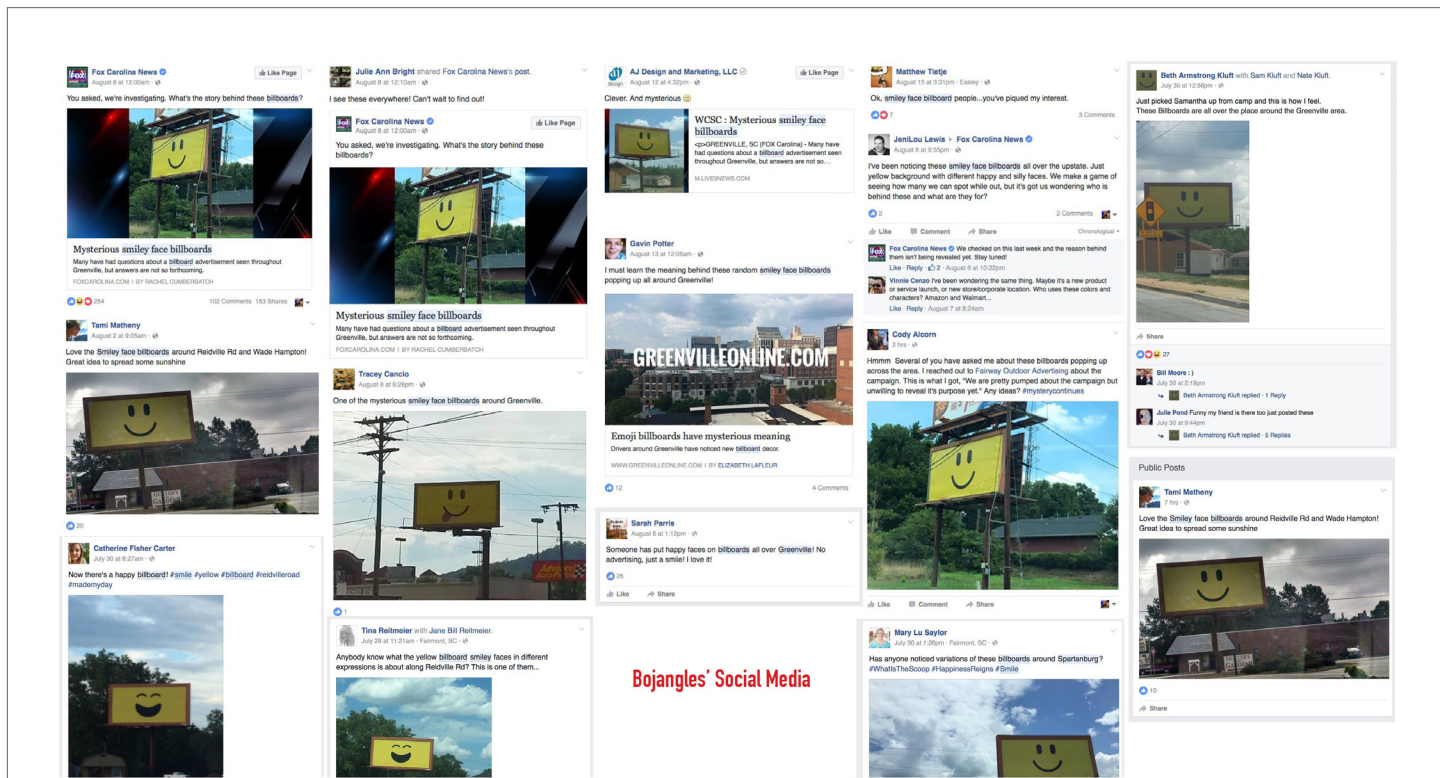 Fox Carolina News
August 8 at 12:00am ·
Like Page
You asked, we're investigating. What's the story behind these billboards?
Mysterious smiley face billboards
Many have had questions about a billboard advertisement seen throughout
Greenville, but answers are not so forthcoming.
FOXCAROLINA.COM | BY RACHEL CUMBERBATCH
254
102 Comments 153 Shares
Tami Matheny
August 2 at 9:05am ·
Love the Smiley face billboards around Reidville Rd and Wade Hampton!
Great idea to spread some sunshine
20
Catherine Fisher Carter
July 30 at 6:27am ·
Now there's a happy billboard! #smile #yellow #billboard #reidvilleroad
#mademyday
Julie Ann Bright shared Fox Carolina News's post.
August 8 at 12:10am ·
I see these everywhere! Can't wait to find out!
Fox Carolina News
August 8 at 12:00am ·
Like Page
You asked, we're investigating. What's the story behind these
billboards?
Mysterious smiley face billboards
Many have had questions about a billboard advertisement seen throughout
Greenville, but answers are not so forthcoming.
FOXCAROLINA.COM | BY RACHEL CUMBERBATCH
Tracey Cancio
August 8 at 6:28pm ·
One of the mysterious smiley face billboards around Greenville.
Advance
Auto Parts
1
Tina Reitmeier with Jane Bill Reitmeier.
July 29 at 11:21am · Fairmont, SC ·
Anybody know what the yellow billboard smiley faces in different
expressions is about along Reidville Rd? This is one of them...
AJ Design and Marketing, LLC
August 12 at 4:32pm ·
Like Page
Clever. And mysterious
WCSC : Mysterious smiley face
billboards
<p>GREENVILLE, SC (FOX Carolina) - Many have
had questions about a billboard advertisement seen
throughout Greenville, but answers are not so...
M.LIVE5NEWS.COM
Gavin Potter
August 13 at 12:05am ·
I must learn the meaning behind these random smiley face billboards
popping up all around Greenville!
GREENVILLEONLINE.COM
Emoji billboards have mysterious meaning
Drivers around Greenville have noticed new billboard decor.
WWW.GREENVILLEONLINE.COM | BY ELIZABETH LAFLEUR
12
4 Comments
Sarah Parris
August 6 at 1:12pm ·
Someone has put happy faces on billboards all over Greenville! No
advertising, just a smile! I love it!
25
Like Share
Bojangles' Social Media
Matthew Tietje
August 15 at 3:31pm · Easley ·
Ok, smiley face billboard people...you've piqued my interest.
7
3 Comments
JeniLou Lewis ▸ Fox Carolina News
August 6 at 9:55pm ·
I've been noticing these smiley face billboards all over the upstate. Just
yellow background with different happy and silly faces. We make a game of
seeing how many we can spot while out, but it's got us wondering who is
behind these and what are they for?
2
2 Comments
Like Comment Share
Chronological
Fox Carolina News We checked on this last week and the reason behind
them isn't being revealed yet. Stay tuned!
Like · Reply · 2 · August 6 at 10:22pm
Vinnie Cenzo I've been wondering the same thing. Maybe it's a new product
or service launch, or new store/corporate location. Who uses these colors and
characters? Amazon and Walmart...
Like · Reply · August 7 at 8:24am
Cody Alcorn
2 hrs ·
Hmmm Several of you have asked me about these billboards popping up
across the area. I reached out to Fairway Outdoor Advertising about the
campaign. This is what I got, "We are pretty pumped about the campaign but
unwilling to reveal it's purpose yet." Any ideas? #mysterycontinues
Like Comment Share
Mary Lu Saylor
July 30 at 1:26pm · Fairmont, SC ·
Has anyone noticed variations of these billboards around Spartanburg?
#WhatIsTheScoop #HappinessReigns #Smile
Beth Armstrong Kluft with Sam Kluft and Nate Kluft.
July 30 at 12:56pm ·
Just picked Samantha up from camp and this is how I feel.
These Billboards are all over the place around the Greenville area.
Share
27
Bill Moore : )
July 30 at 2:19pm
Beth Armstrong Kluft replied · 1 Reply
Julie Pond Funny my friend is there too just posted these
July 30 at 9:44pm
Beth Armstrong Kluft replied · 5 Replies
Public Posts
Tami Matheny
7 hrs ·
Love the Smiley face billboards around Reidville Rd and Wade Hampton!
Great idea to spread some sunshine
10
Share